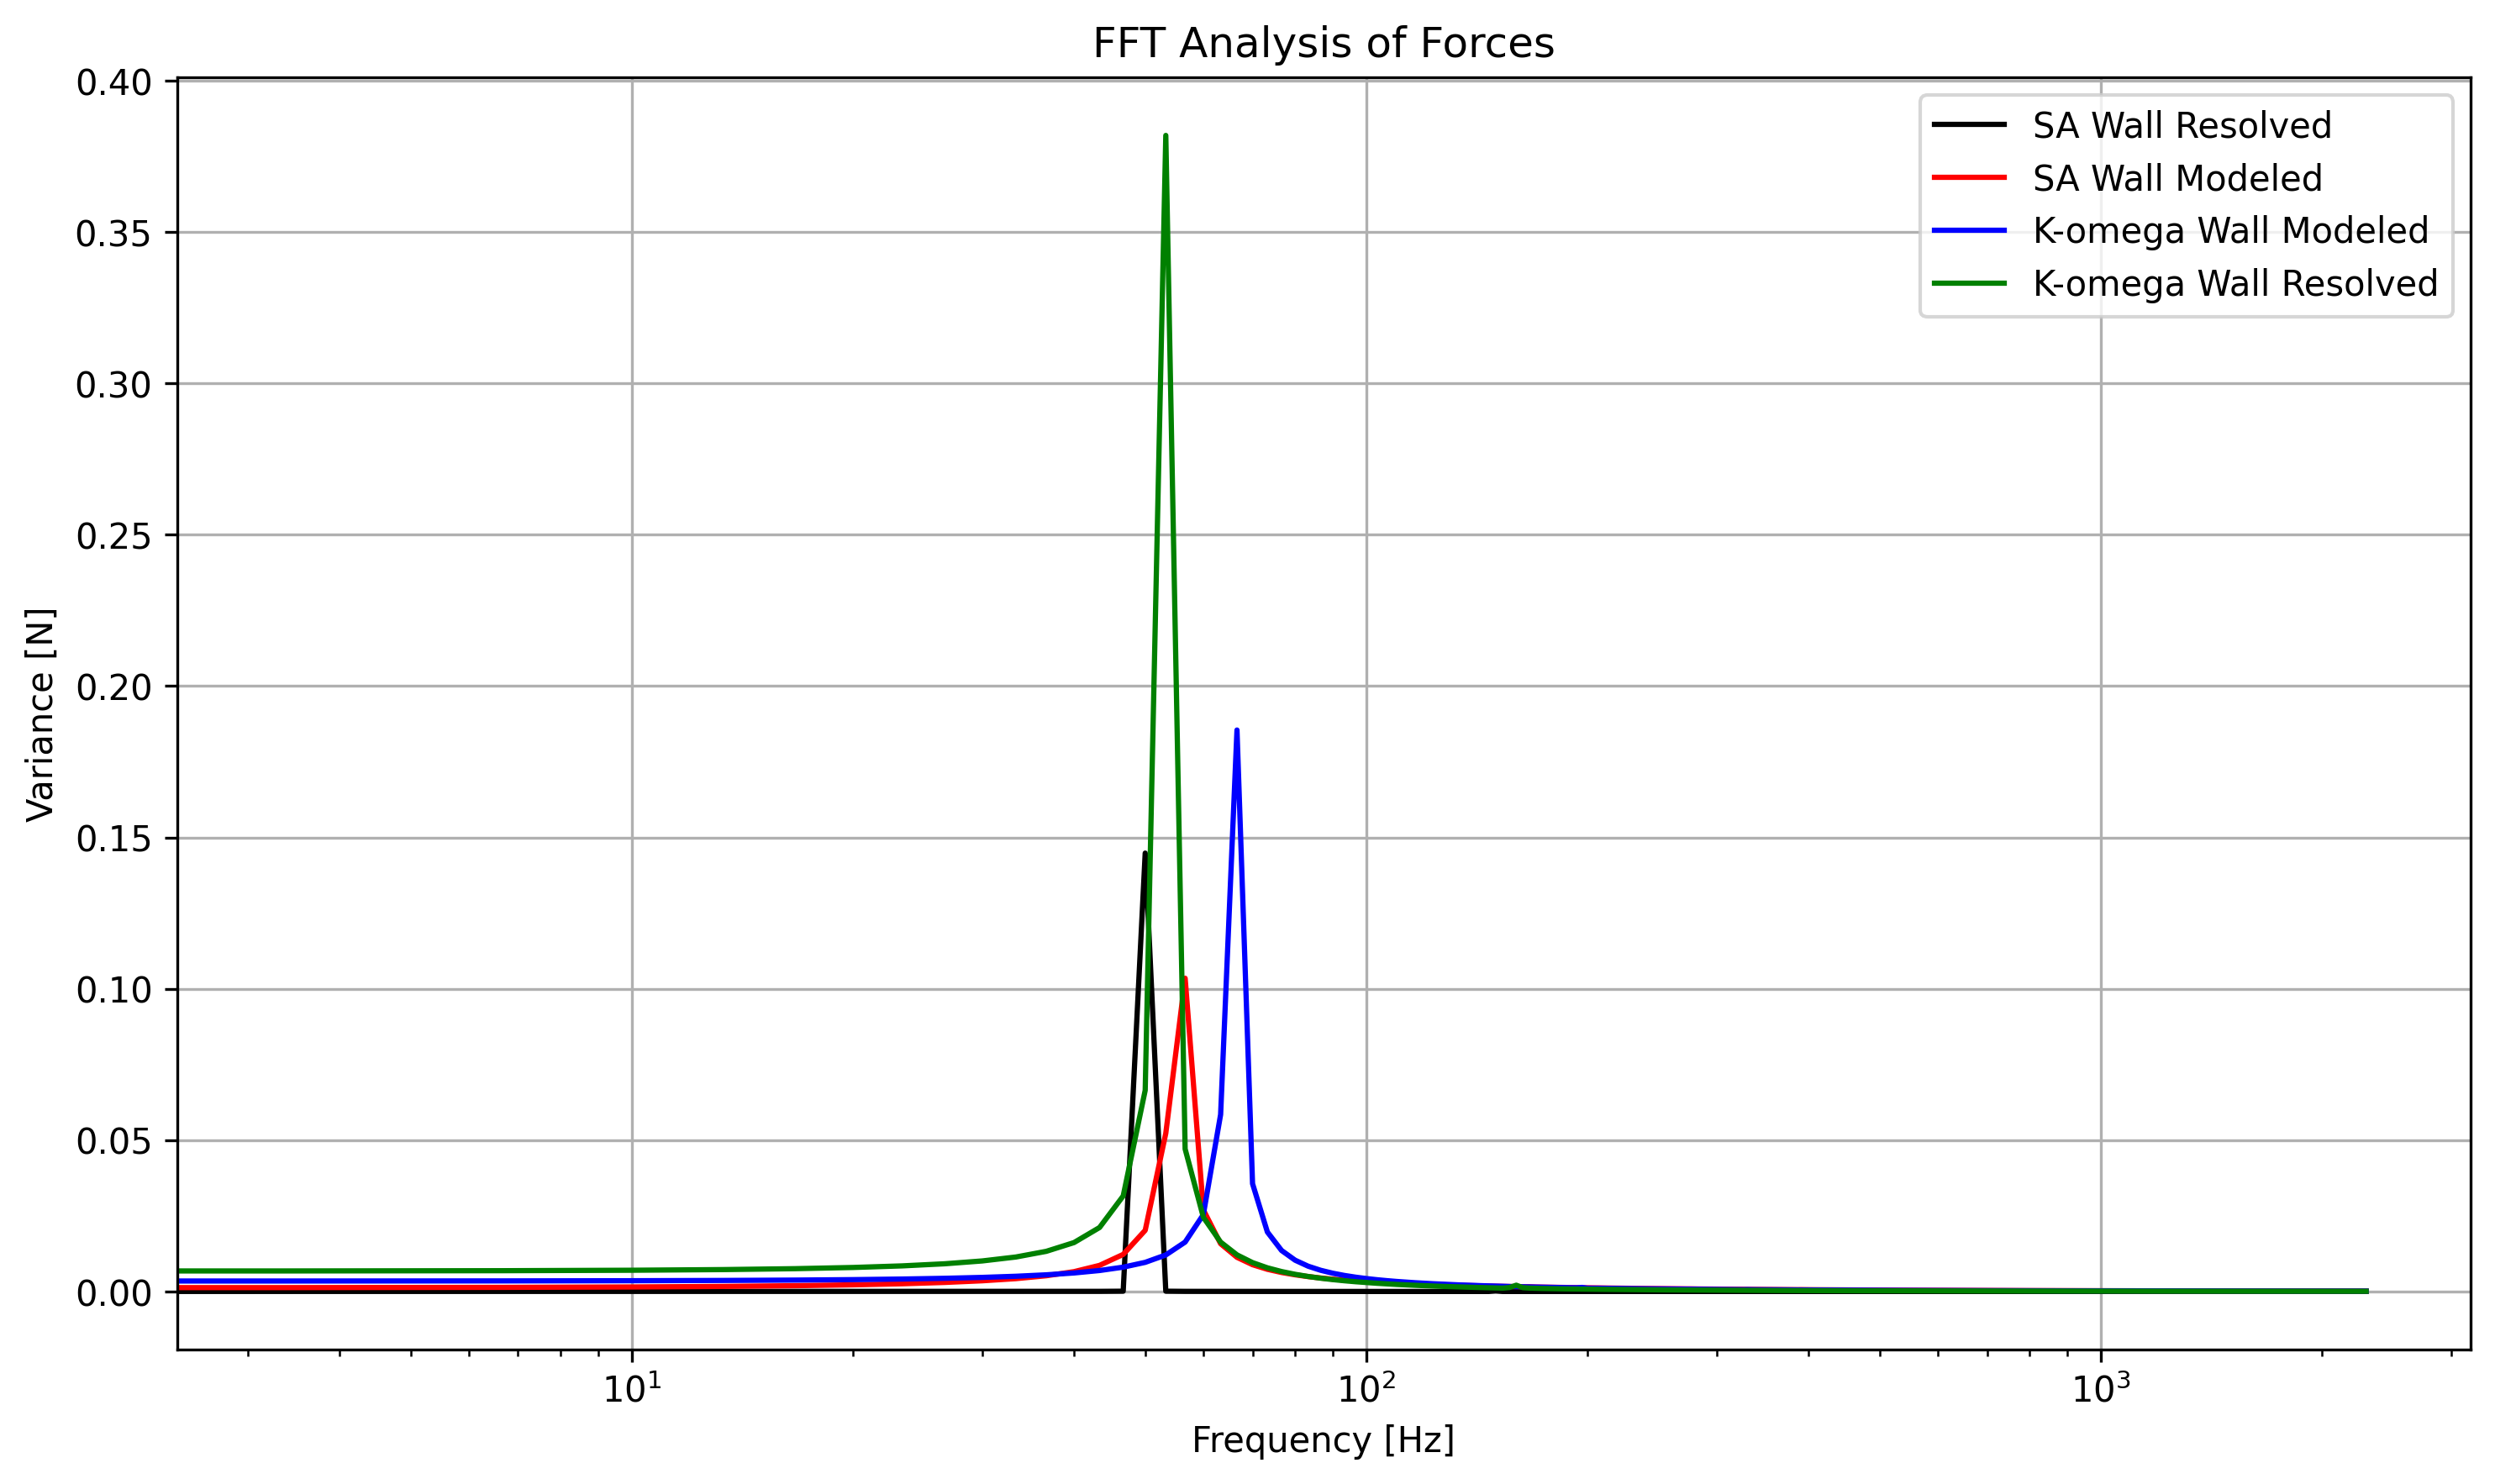 FFT Analysis of Forces
0.40
0.35
0.30
0.25
0.20
0.15
0.10
0.05
0.00
Variance [N]
SA Wall Resolved
SA Wall Modeled
K-omega Wall Modeled
K-omega Wall Resolved
10¹ 10² 10³
Frequency [Hz]